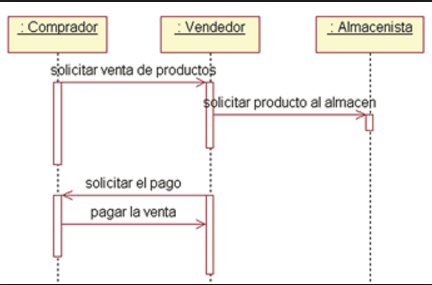 : Comprador
: Vendedor
: Almacenista
solicitar venta de productos
solicitar producto al almacen
solicitar el pago
pagar la venta